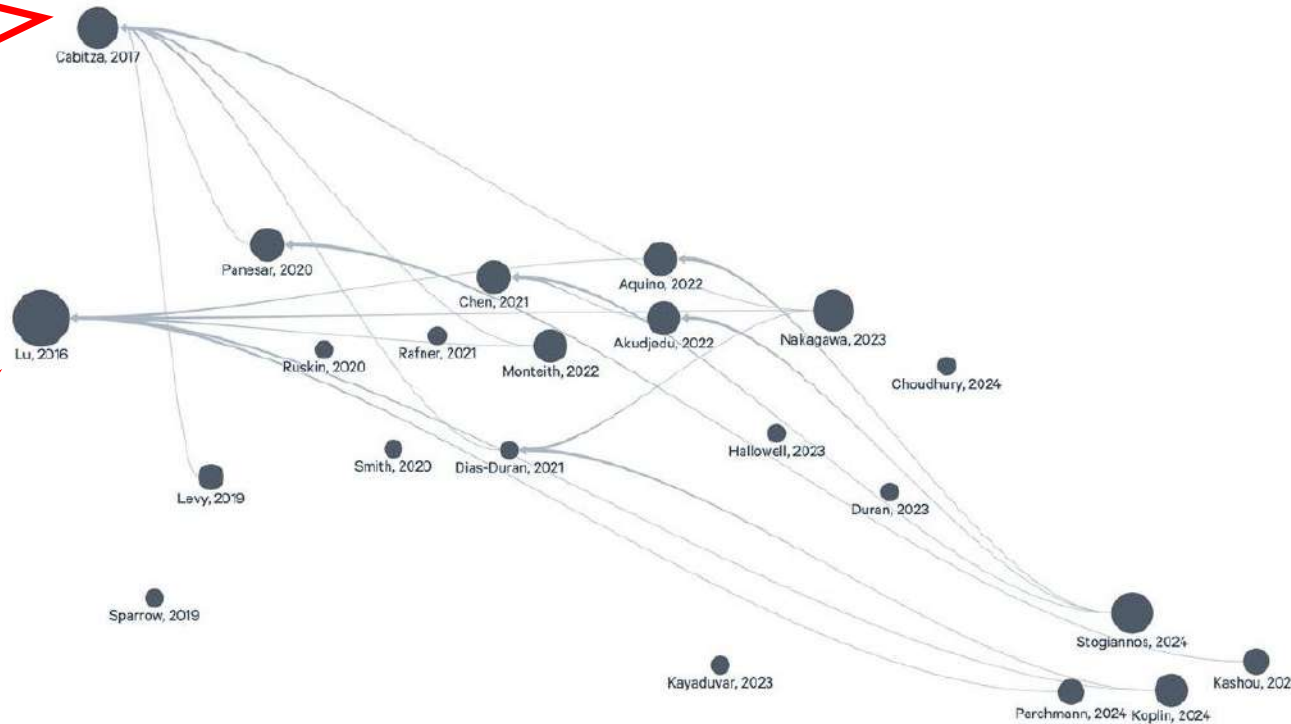 Cabitza, 2017
Panesar, 2020
Aquino, 2022
Chen, 2021
Lu, 2016
Ruskin, 2020
Rafner, 2021
Monteith, 2022
Akudjedu, 2022
Nakagawa, 2023
Choudhury, 2024
Levy, 2019
Smith, 2020
Dias-Duran, 2021
Hallowell, 2023
Duran, 2023
Sparrow, 2019
Stogiannos, 2024
Kayaduvar, 2023
Kashou, 202
Parchmann, 2024
Koplin, 2024